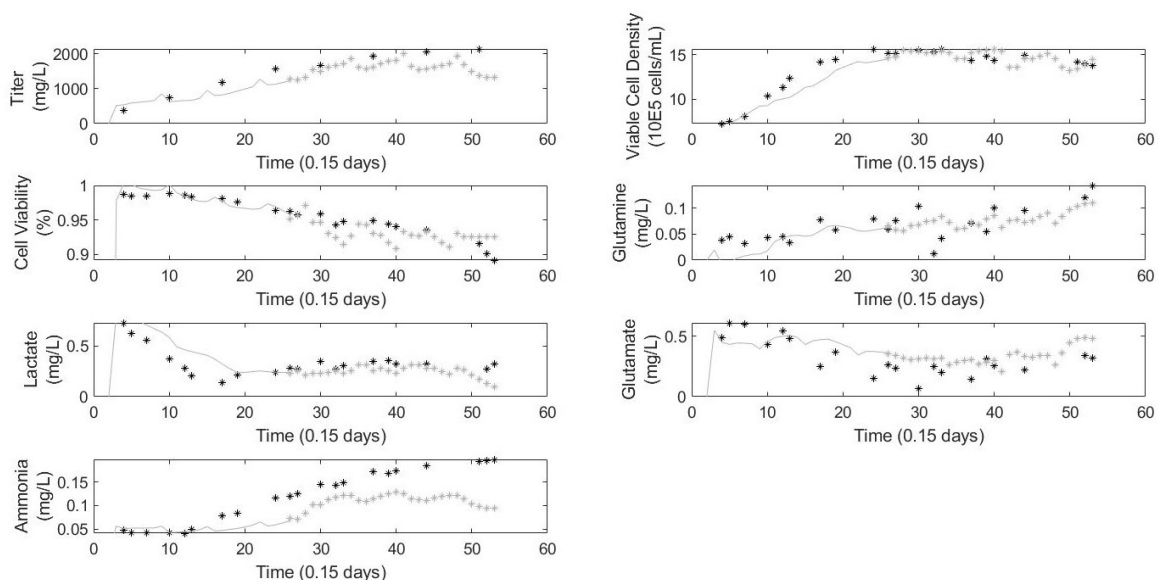 Titer
(mg/L)
2000
1000
0
0 10 20 30 40 50 60
Time (0.15 days)
Viable Cell Density
(10E5 cells/mL)
15
10
0 10 20 30 40 50 60
Time (0.15 days)
Cell Viability
(%)
1
0.95
0.9
0 10 20 30 40 50 60
Time (0.15 days)
Glutamine
(mg/L)
0.1
0.05
0
0 10 20 30 40 50 60
Time (0.15 days)
Lactate
(mg/L)
0.5
0
0 10 20 30 40 50 60
Time (0.15 days)
Glutamate
(mg/L)
0.5
0
0 10 20 30 40 50 60
Time (0.15 days)
Ammonia
(mg/L)
0.15
0.1
0.05
0 10 20 30 40 50 60
Time (0.15 days)